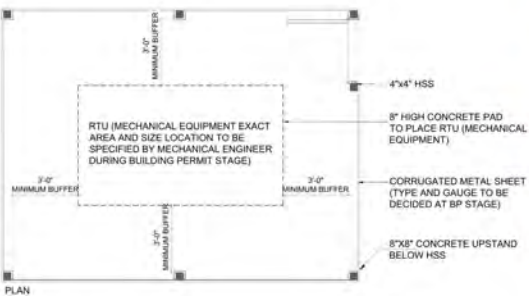 3'-0"
MINIMUM BUFFER
4"x4" HSS
RTU (MECHANICAL EQUIPMENT EXACT
AREA AND SIZE LOCATION TO BE
SPECIFIED BY MECHANICAL ENGINEER
DURING BUILDING PERMIT STAGE)
8" HIGH CONCRETE PAD
TO PLACE RTU (MECHANICAL
EQUIPMENT)
3'-0"
MINIMUM BUFFER
3'-0"
MINIMUM BUFFER
CORRUGATED METAL SHEET
(TYPE AND GAUGE TO BE
DECIDED AT BP STAGE)
3'-0"
MINIMUM BUFFER
8"X8" CONCRETE UPSTAND
BELOW HSS
PLAN